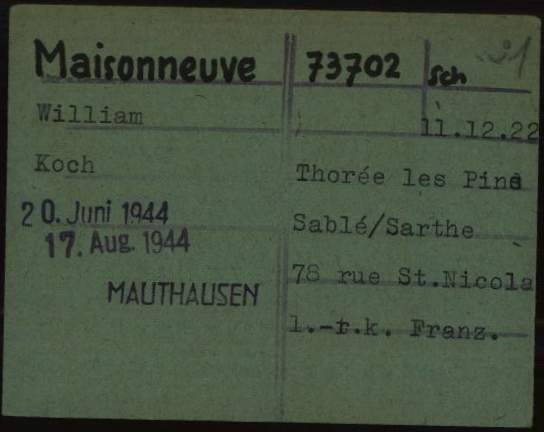 Maisonneuve 73702 Sch
William 11.12.22
Koch Thorée les Pins
20. Juni 1944 Sablé/Sarthe
17. Aug. 1944
78 rue St.Nicola
MAUTHAUSEN
l.-r.k. Franz.